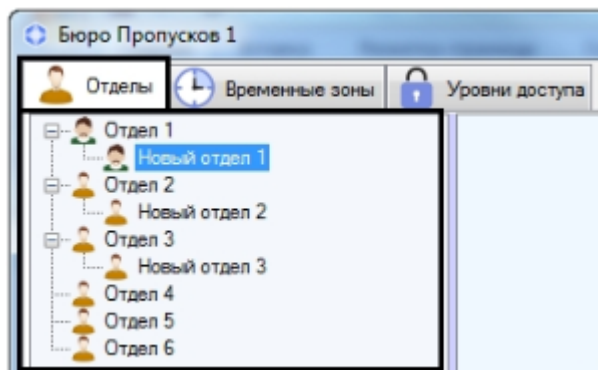 Бюро Пропусков 1
Отделы Временные зоны Уровни доступа
Отдел 1
Новый отдел 1
Отдел 2
Новый отдел 2
Отдел 3
Новый отдел 3
Отдел 4
Отдел 5
Отдел 6